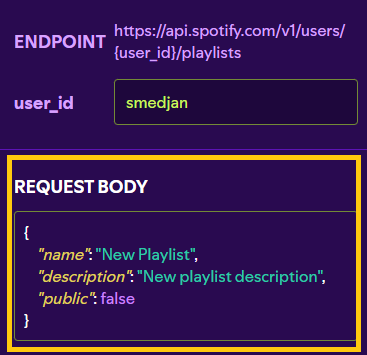 ENDPOINT
https://api.spotify.com/v1/users/
{user_id}/playlists
user_id
smedjan
REQUEST BODY
{
"name": "New Playlist",
"description": "New playlist description",
"public": false
}